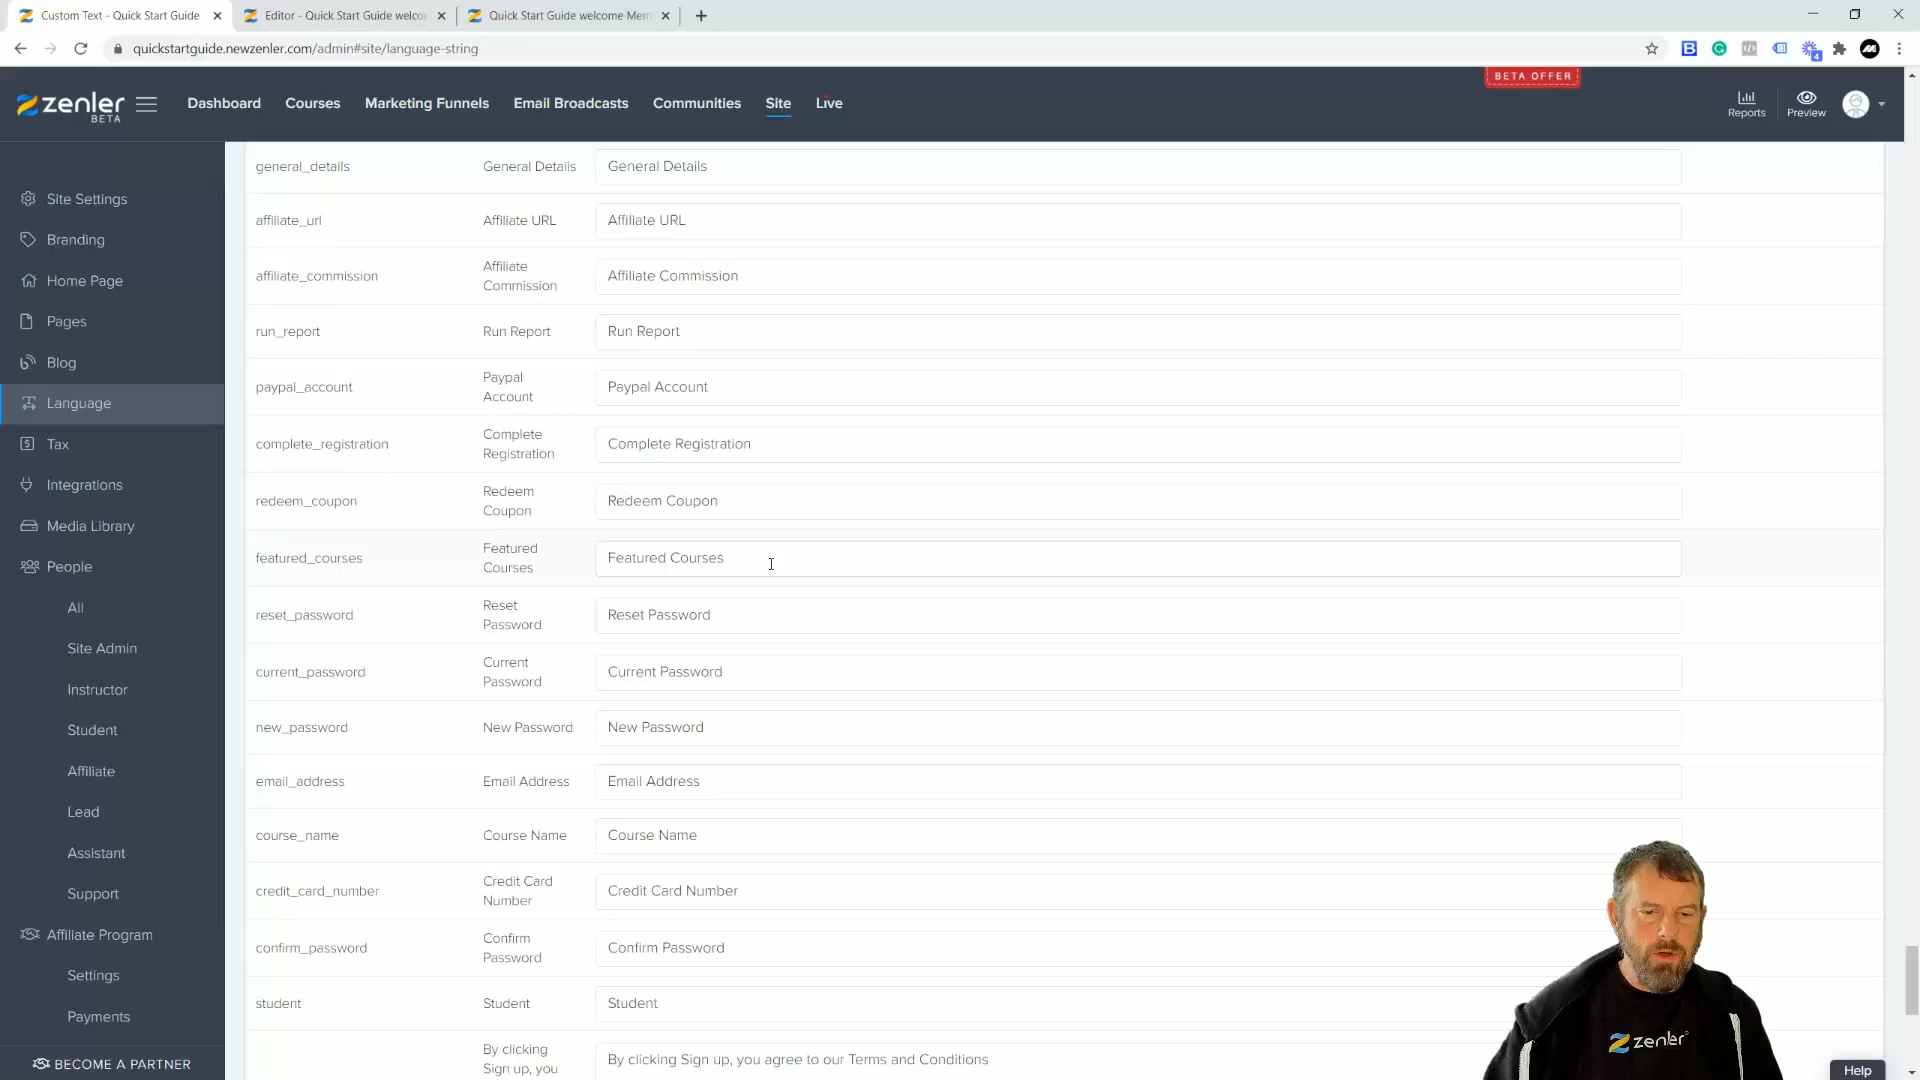 Custom Text - Quick Start Guide
Editor - Quick Start Guide welcor
Quick Start Guide welcome Mem
quickstartguide.newzenler.com/admin#site/language-string
BETA OFFER
zenler
BETA
Dashboard
Courses
Marketing Funnels
Email Broadcasts
Communities
Site
Live
Reports
Preview
Site Settings
Branding
Home Page
Pages
Blog
Language
Tax
Integrations
Media Library
People
All
Site Admin
Instructor
Student
Affiliate
Lead
Assistant
Support
Affiliate Program
Settings
Payments
BECOME A PARTNER
general_details
General Details
General Details
affiliate_url
Affiliate URL
Affiliate URL
affiliate_commission
Affiliate
Commission
Affiliate Commission
run_report
Run Report
Run Report
paypal_account
Paypal
Account
Paypal Account
complete_registration
Complete
Registration
Complete Registration
redeem_coupon
Redeem
Coupon
Redeem Coupon
featured_courses
Featured
Courses
Featured Courses
reset_password
Reset
Password
Reset Password
current_password
Current
Password
Current Password
new_password
New Password
New Password
email_address
Email Address
Email Address
course_name
Course Name
Course Name
credit_card_number
Credit Card
Number
Credit Card Number
confirm_password
Confirm
Password
Confirm Password
student
Student
Student
By clicking
Sign up, you
By clicking Sign up, you agree to our Terms and Conditions
zenler
Help